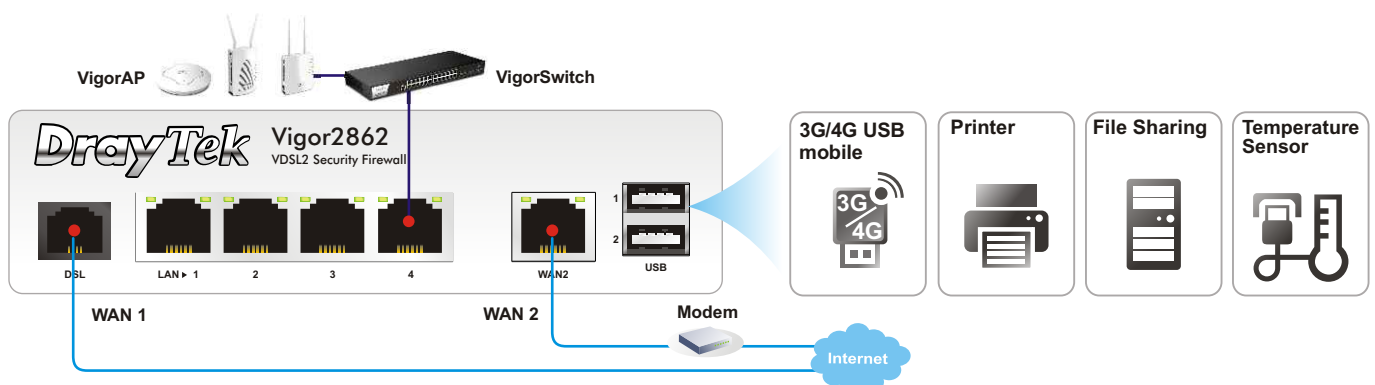 VigorAP
VigorSwitch
DrayTek
Vigor2862
VDSL2 Security Firewall
DSL
LAN ▶ 1
2
3
4
WAN2
1
2
USB
WAN 1
WAN 2
Modem
Internet
3G/4G USB
mobile
3G
4G
Printer
File Sharing
Temperature
Sensor